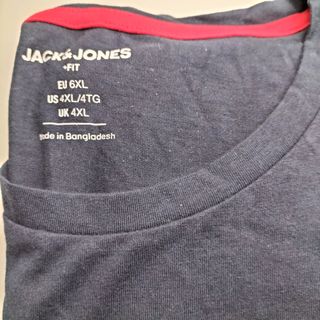 JACK & JONES
+FIT
EU 6XL
US 4XL/4TG
UK 4XL
Made in Bangladesh